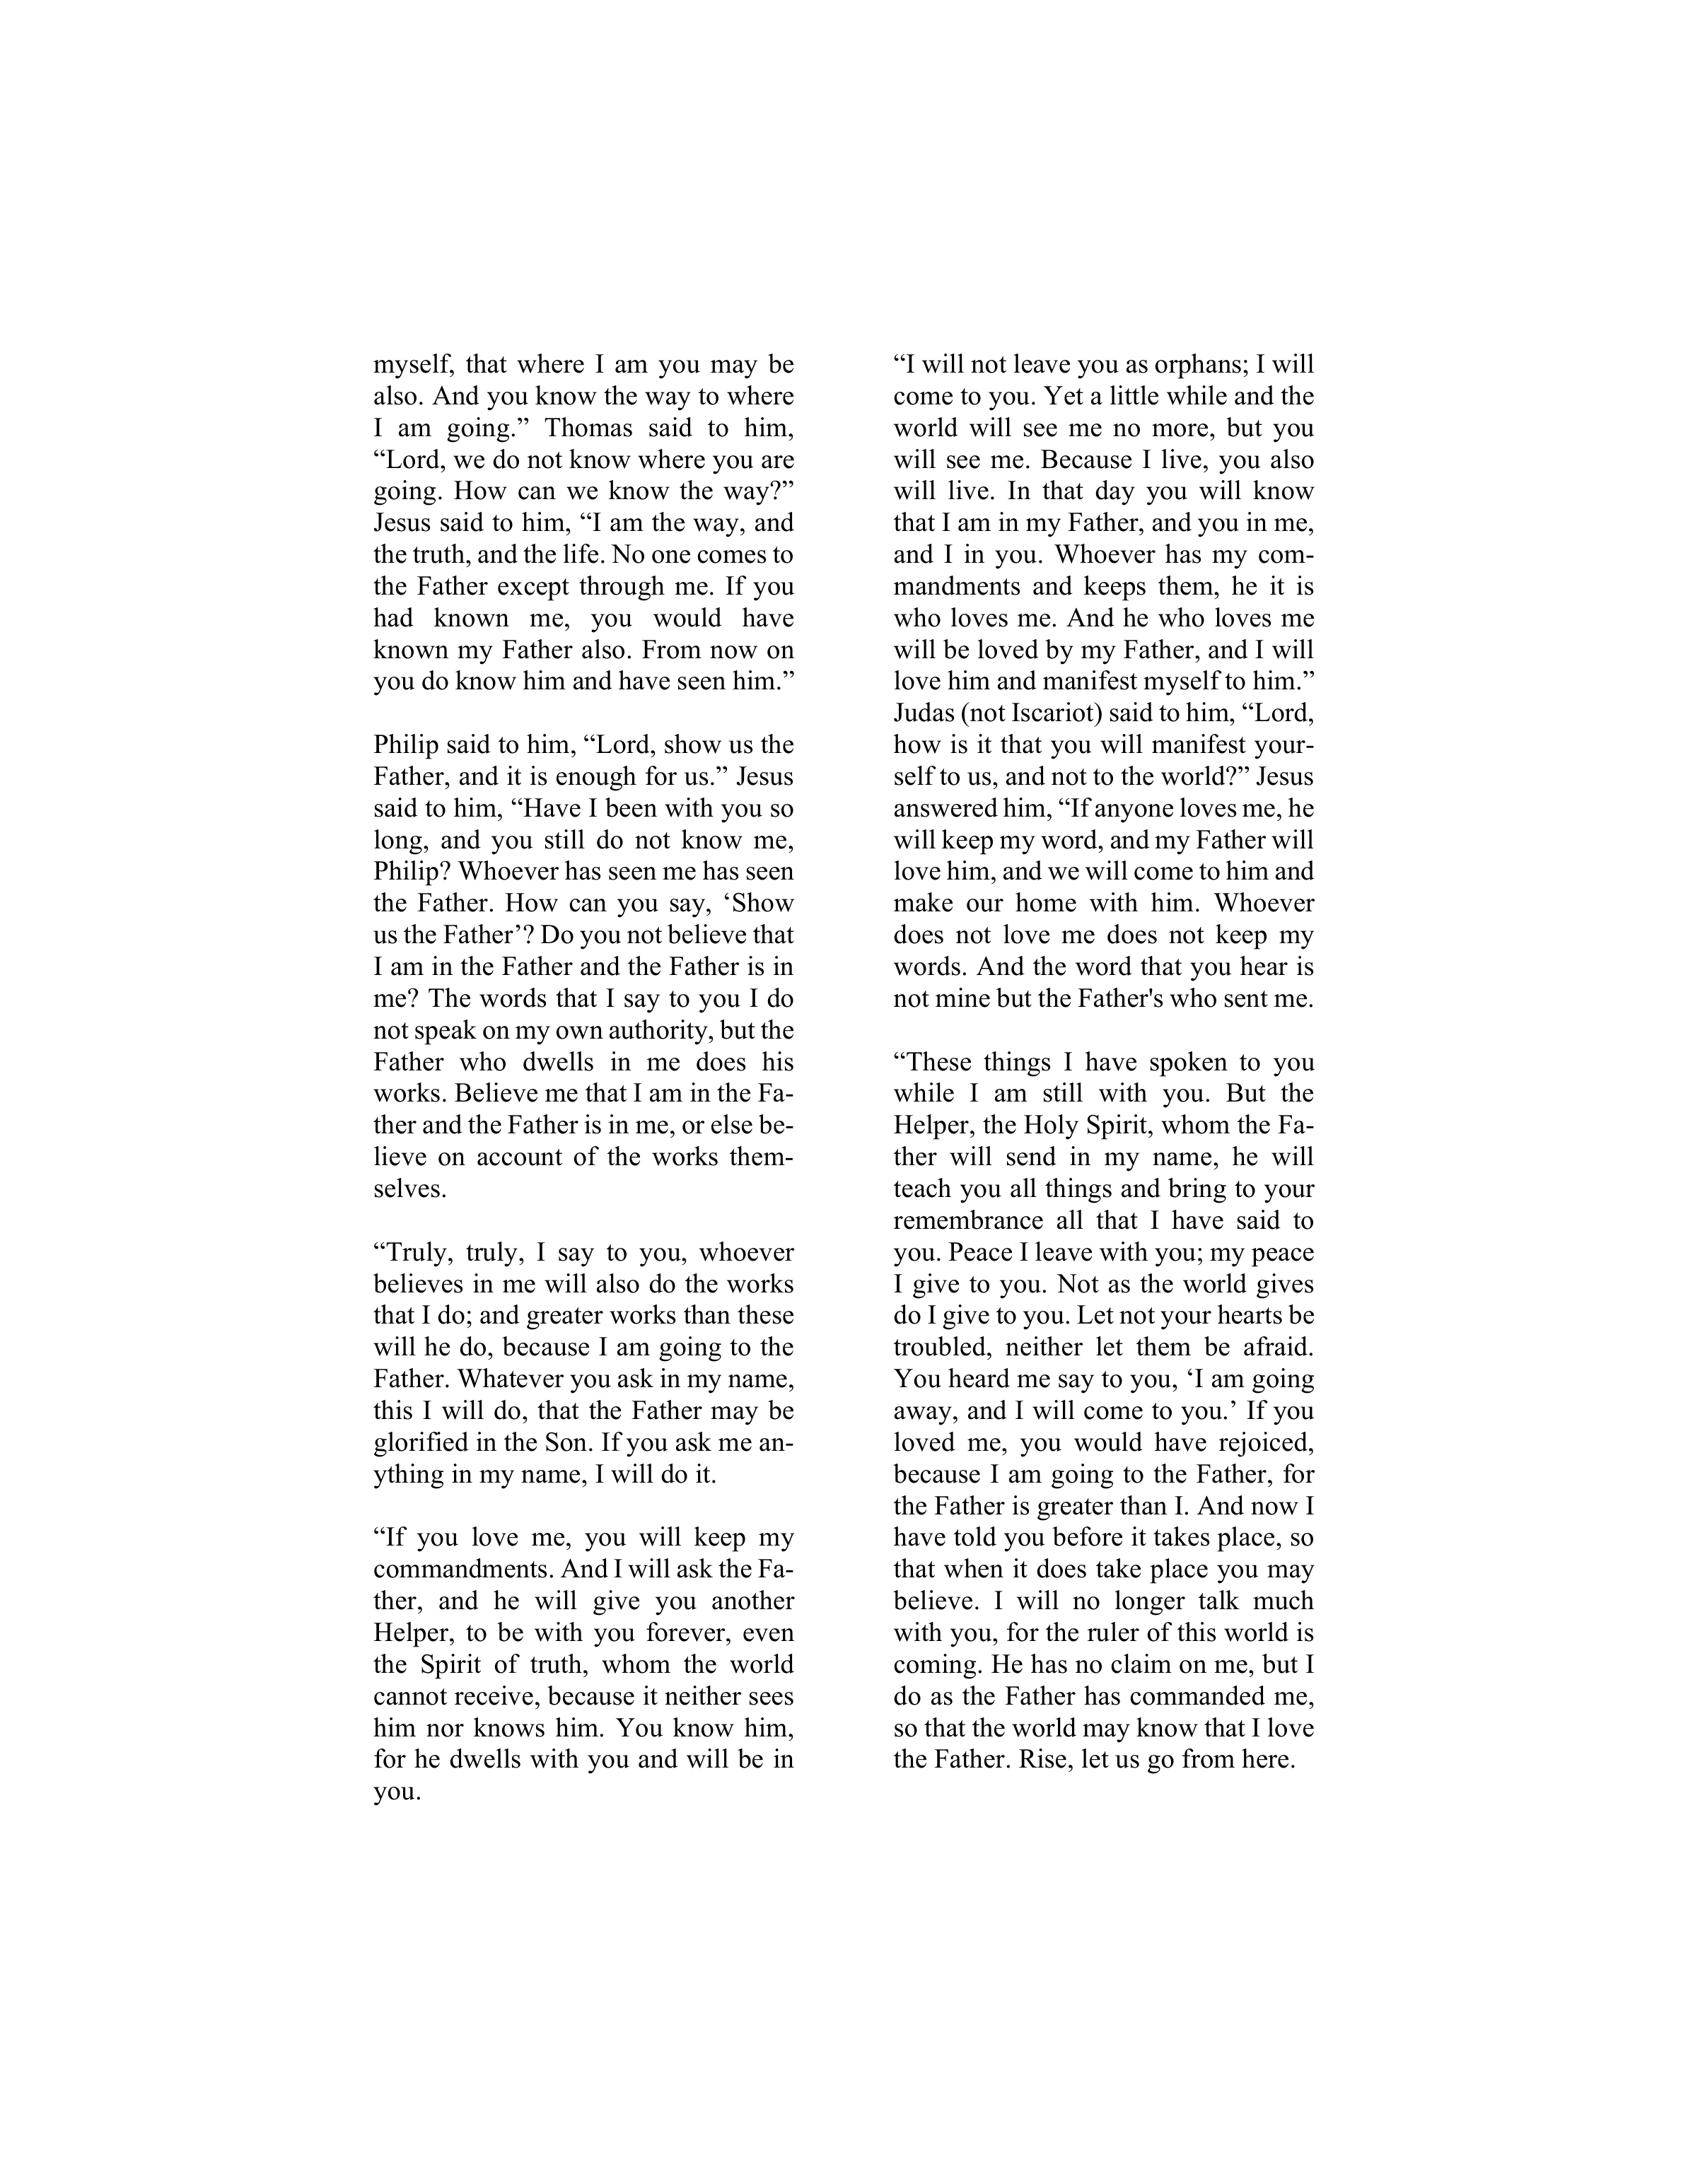 myself, that where I am you may be
also. And you know the way to where
I am going.” Thomas said to him,
“Lord, we do not know where you are
going. How can we know the way?”
Jesus said to him, “I am the way, and
the truth, and the life. No one comes to
the Father except through me. If you
had known me, you would have
known my Father also. From now on
you do know him and have seen him.”

Philip said to him, “Lord, show us the
Father, and it is enough for us.” Jesus
said to him, “Have I been with you so
long, and you still do not know me,
Philip? Whoever has seen me has seen
the Father. How can you say, ‘Show
us the Father’? Do you not believe that
I am in the Father and the Father is in
me? The words that I say to you I do
not speak on my own authority, but the
Father who dwells in me does his
works. Believe me that I am in the Fa-
ther and the Father is in me, or else be-
lieve on account of the works them-
selves.

“Truly, truly, I say to you, whoever
believes in me will also do the works
that I do; and greater works than these
will he do, because I am going to the
Father. Whatever you ask in my name,
this I will do, that the Father may be
glorified in the Son. If you ask me an-
ything in my name, I will do it.

“If you love me, you will keep my
commandments. And I will ask the Fa-
ther, and he will give you another
Helper, to be with you forever, even
the Spirit of truth, whom the world
cannot receive, because it neither sees
him nor knows him. You know him,
for he dwells with you and will be in
you.

“I will not leave you as orphans; I will
come to you. Yet a little while and the
world will see me no more, but you
will see me. Because I live, you also
will live. In that day you will know
that I am in my Father, and you in me,
and I in you. Whoever has my com-
mandments and keeps them, he it is
who loves me. And he who loves me
will be loved by my Father, and I will
love him and manifest myself to him.”
Judas (not Iscariot) said to him, “Lord,
how is it that you will manifest your-
self to us, and not to the world?” Jesus
answered him, “If anyone loves me, he
will keep my word, and my Father will
love him, and we will come to him and
make our home with him. Whoever
does not love me does not keep my
words. And the word that you hear is
not mine but the Father's who sent me.

“These things I have spoken to you
while I am still with you. But the
Helper, the Holy Spirit, whom the Fa-
ther will send in my name, he will
teach you all things and bring to your
remembrance all that I have said to
you. Peace I leave with you; my peace
I give to you. Not as the world gives
do I give to you. Let not your hearts be
troubled, neither let them be afraid.
You heard me say to you, ‘I am going
away, and I will come to you.’ If you
loved me, you would have rejoiced,
because I am going to the Father, for
the Father is greater than I. And now I
have told you before it takes place, so
that when it does take place you may
believe. I will no longer talk much
with you, for the ruler of this world is
coming. He has no claim on me, but I
do as the Father has commanded me,
so that the world may know that I love
the Father. Rise, let us go from here.